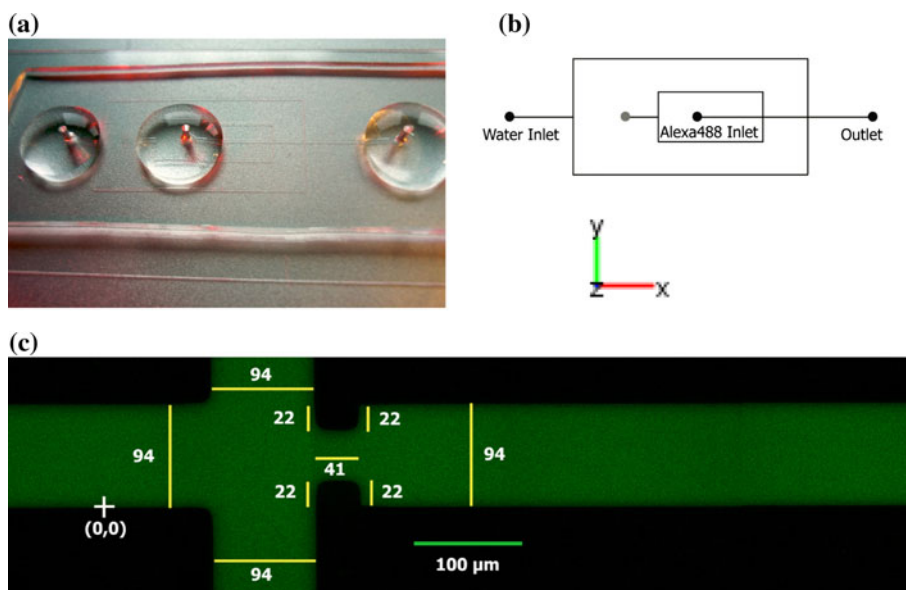 (a)
(b)
Water Inlet
Alexa488 Inlet
Outlet
y
z
x
(c)
94
22
22
94
41
94
22
22
(0,0)
94
100 µm